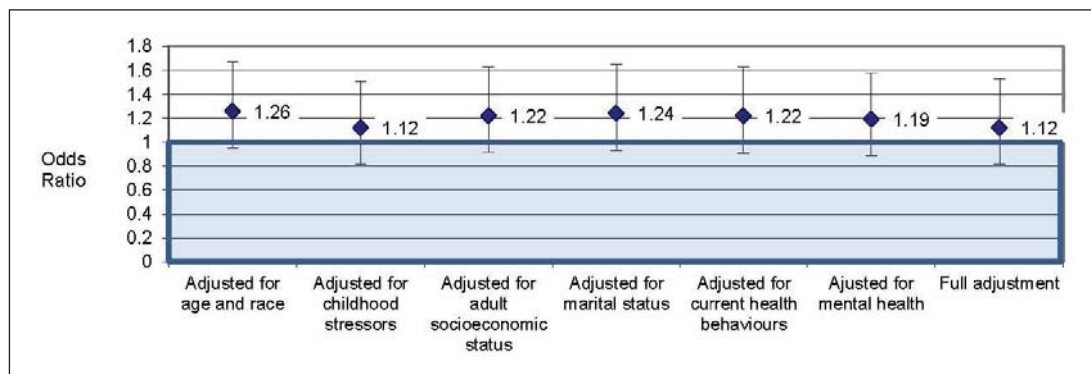 1.8
1.6
1.4
1.2
1
0.8
0.6
0.4
0.2
0
Odds
Ratio
1.26
1.12
1.22
1.24
1.22
1.19
1.12
Adjusted for
age and race
Adjusted for
childhood
stressors
Adjusted for
adult
socioeconomic
status
Adjusted for
marital status
Adjusted for
current health
behaviours
Ajusted for
mental health
Full adjustment